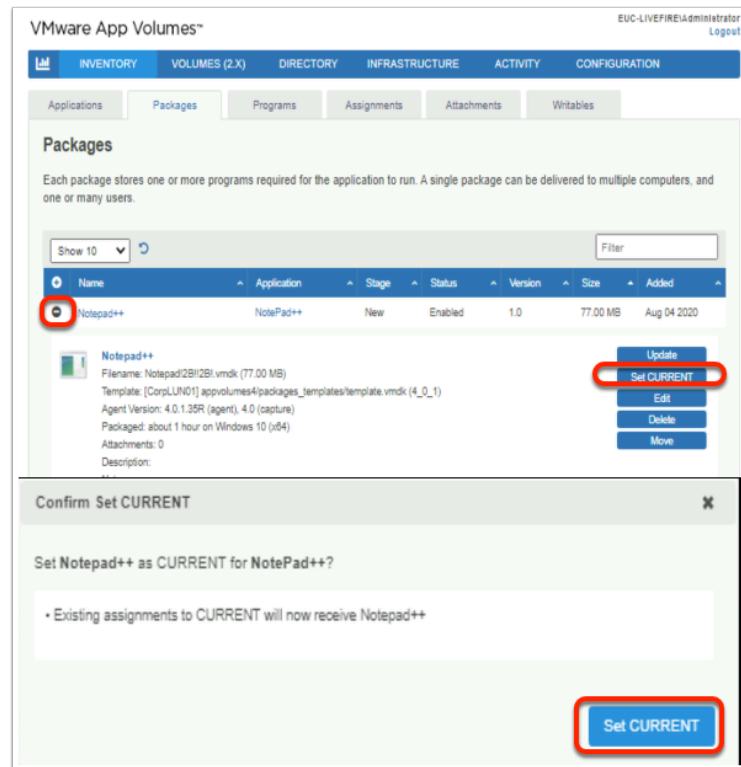 EUC-LIVEFIRE\Administrator
VMware App Volumes™
Logout
INVENTORY VOLUMES (2.X) DIRECTORY INFRASTRUCTURE ACTIVITY CONFIGURATION
Applications Packages Programs Assignments Attachments Writables
Packages
Each package stores one or more programs required for the application to run. A single package can be delivered to multiple computers, and
one or many users.
Show 10 Filter
Name Application Stage Status Version Size Added
Notepad++ NotePad++ New Enabled 1.0 77.00 MB Aug 04 2020
Notepad++
Update
Filename: Notepad!2B!!2B!.vmdk (77.00 MB)
Set CURRENT
Template: [CorpLUN01] appvolumes4/packages_templates/template.vmdk (4_0_1)
Edit
Agent Version: 4.0.1.35R (agent), 4.0 (capture)
Packaged: about 1 hour on Windows 10 (x64)
Delete
Attachments: 0
Move
Description:
Confirm Set CURRENT
Set Notepad++ as CURRENT for NotePad++?
• Existing assignments to CURRENT will now receive Notepad++
Set CURRENT